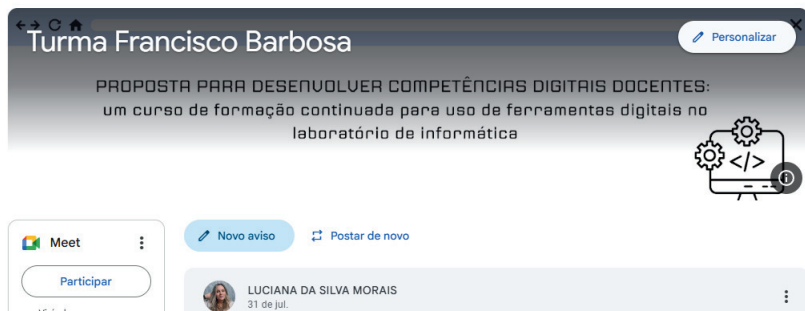 Turma Francisco Barbosa
Personalizar
PROPOSTA PARA DESENVOLVER COMPETÊNCIAS DIGITAIS DOCENTES:
um curso de formação continuada para uso de ferramentas digitais no
laboratório de informática
</>
Meet
Novo aviso
Postar de novo
Participar
LUCIANA DA SILVA MORAIS
31 de jul.